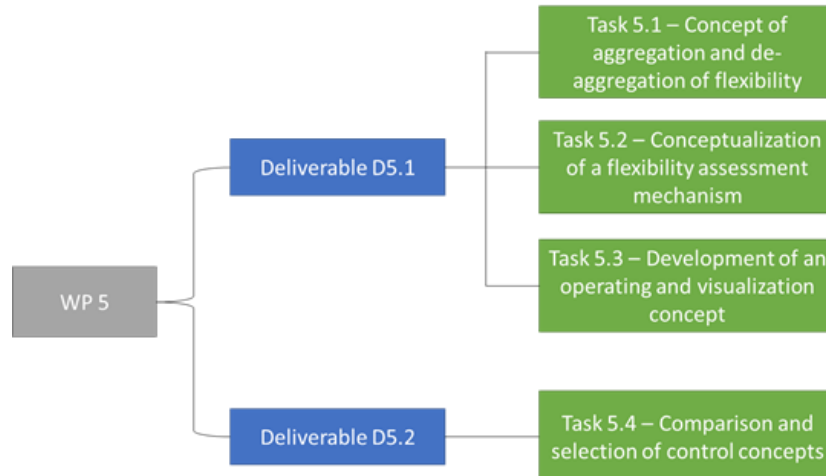 Task 5.1 – Concept of
aggregation and de-
aggregation of flexibility
Deliverable D5.1
Task 5.2 – Conceptualization
of a flexibility assessment
mechanism
WP 5
Task 5.3 – Development of an
operating and visualization
concept
Deliverable D5.2
Task 5.4 – Comparison and
selection of control concepts